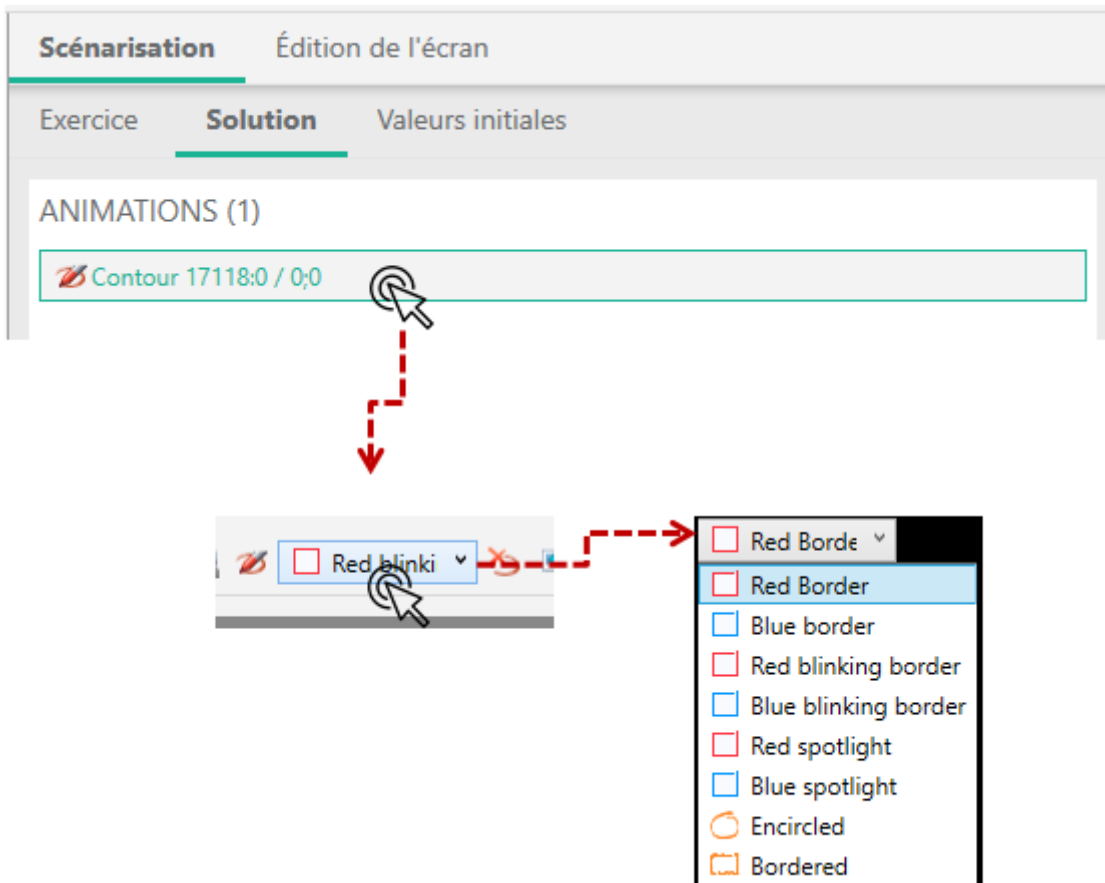 Scénarisation Édition de l'écran
Exercice Solution Valeurs initiales
ANIMATIONS (1)
Contour 17118:0 / 0;0
Red blinki
Red Borde
Red Border
Blue border
Red blinking border
Blue blinking border
Red spotlight
Blue spotlight
Encircled
Bordered